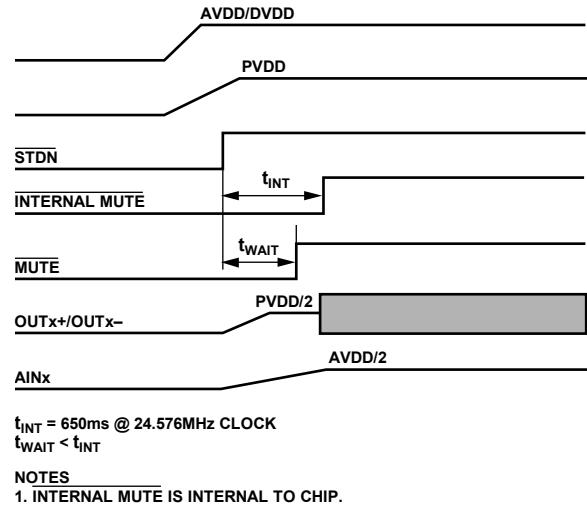 AVDD/DVDD
PVDD
STDN
tINT
INTERNAL MUTE
tWAIT
MUTE
PVDD/2
OUTx+/OUTx–
AVDD/2
AINx
tINT = 650ms @ 24.576MHz CLOCK
tWAIT < tINT
NOTES
1. INTERNAL MUTE IS INTERNAL TO CHIP.